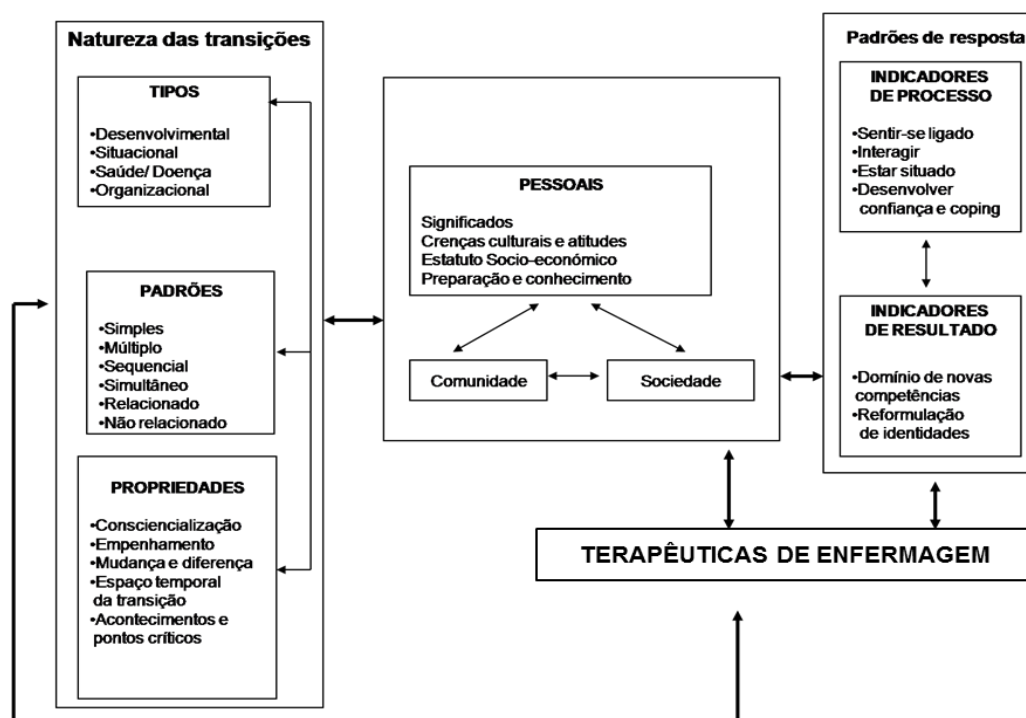 Natureza das transições
TIPOS
•Desenvolvimental
•Situacional
•Saúde/ Doença
•Organizacional
PADRÕES
•Simples
•Múltiplo
•Sequencial
•Simultâneo
•Relacionado
•Não relacionado
PROPRIEDADES
•Consciencialização
•Empenhamento
•Mudança e diferença
•Espaço temporal
da transição
•Acontecimentos e
pontos críticos
PESSOAIS
Significados
Crenças culturais e atitudes
Estatuto Socio-económico
Preparação e conhecimento
Comunidade
Sociedade
Padrões de resposta
INDICADORES
DE PROCESSO
•Sentir-se ligado
•Interagir
•Estar situado
•Desenvolver
confiança e coping
INDICADORES
DE RESULTADO
•Domínio de novas
competências
•Reformulação
de identidades
TERAPÊUTICAS DE ENFERMAGEM